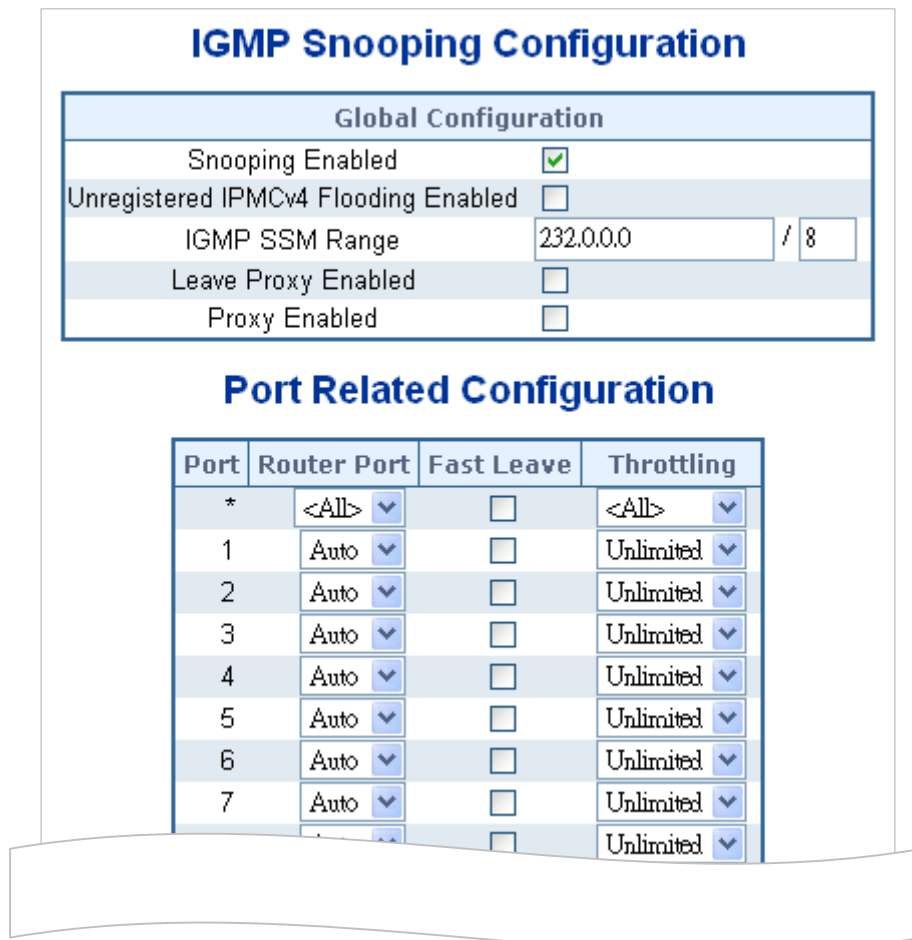 IGMP Snooping Configuration
Global Configuration
Snooping Enabled
Unregistered IPMCv4 Flooding Enabled
IGMP SSM Range 232.0.0.0 / 8
Leave Proxy Enabled
Proxy Enabled
Port Related Configuration
Port Router Port Fast Leave Throttling
* <All> <All>
1 Auto Unlimited
2 Auto Unlimited
3 Auto Unlimited
4 Auto Unlimited
5 Auto Unlimited
6 Auto Unlimited
7 Auto Unlimited
Unlimited